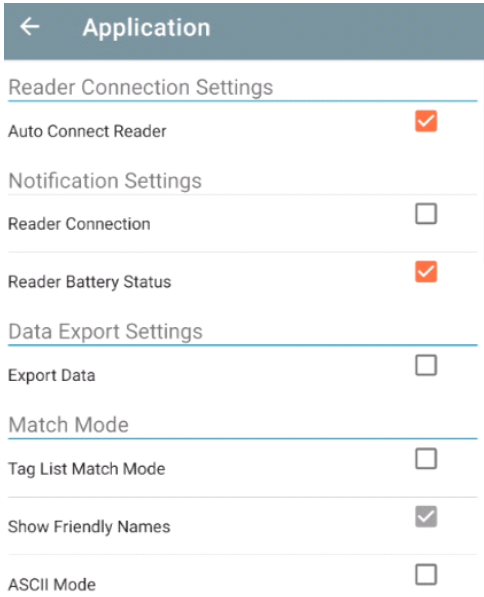 Application
Reader Connection Settings
Auto Connect Reader
Notification Settings
Reader Connection
Reader Battery Status
Data Export Settings
Export Data
Match Mode
Tag List Match Mode
Show Friendly Names
ASCII Mode